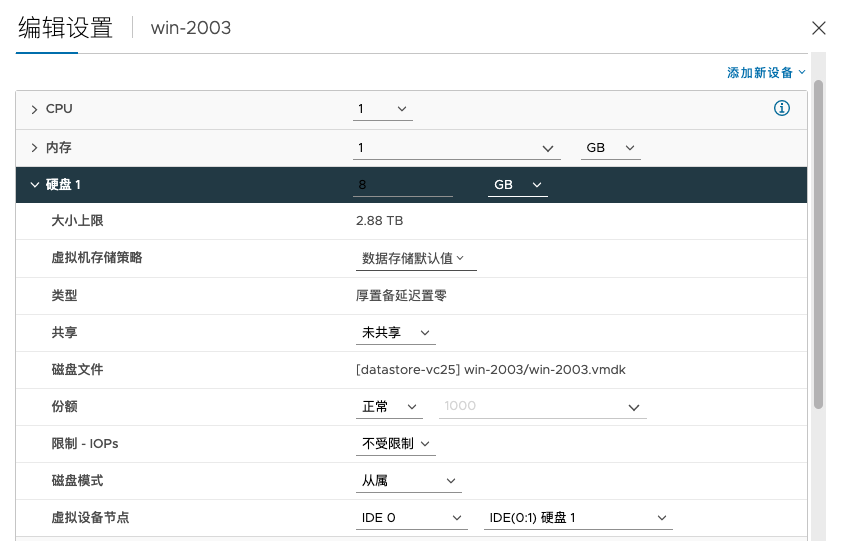 编辑设置 win-2003
添加新设备
CPU 1
内存 1 GB
硬盘 1 8 GB
大小上限 2.88 TB
虚拟机存储策略 数据存储默认值
类型 厚置备延迟置零
共享 未共享
磁盘文件 [datastore-vc25] win-2003/win-2003.vmdk
份额 正常 1000
限制 - IOPs 不受限制
磁盘模式 从属
虚拟设备节点 IDE 0 IDE(0:1) 硬盘 1